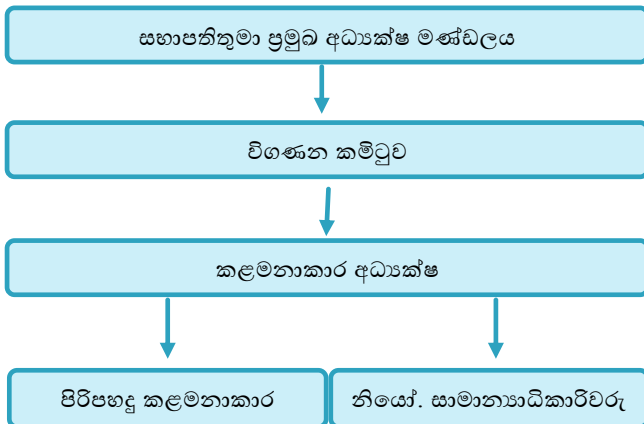 සභාපතිතුමා ප්‍රමුඛ අධ්‍යක්ෂ මණ්ඩලය
විගණන කමිටුව
කළමනාකාර අධ්‍යක්ෂ
පිරිපහදු කළමනාකාර
නියෝ. සාමාන්‍යාධිකාරිවරු